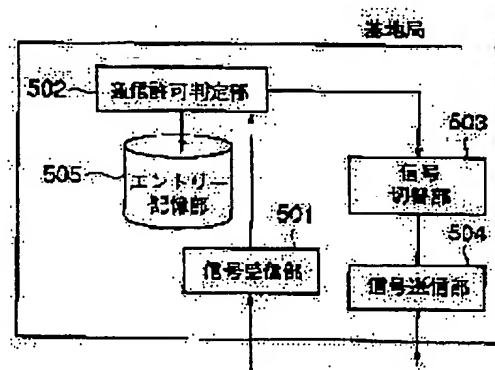 基地局
502
通信許可判定部
503
505
エントリー
記憶部
信号
切替部
501
504
信号受信部
信号送信部